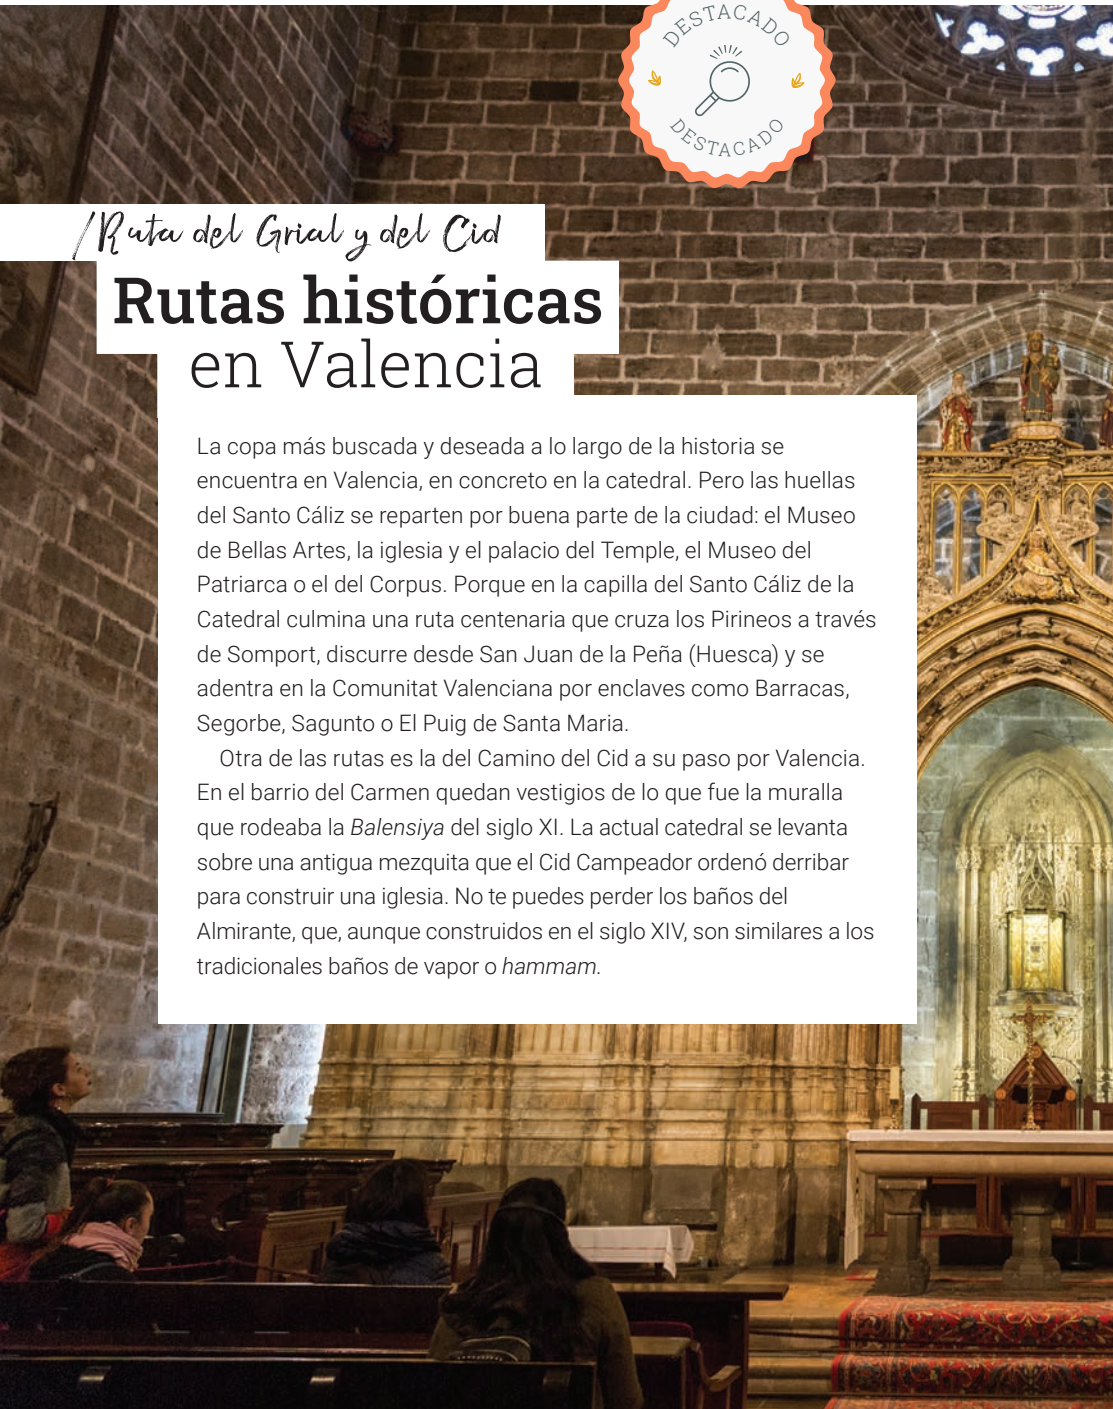 DESTACADO
DESTACADO
/Ruta del Grial y del Cid
Rutas históricas
en Valencia
La copa más buscada y deseada a lo largo de la historia se
encuentra en Valencia, en concreto en la catedral. Pero las huellas
del Santo Cáliz se reparten por buena parte de la ciudad: el Museo
de Bellas Artes, la iglesia y el palacio del Temple, el Museo del
Patriarca o el del Corpus. Porque en la capilla del Santo Cáliz de la
Catedral culmina una ruta centenaria que cruza los Pirineos a través
de Somport, discurre desde San Juan de la Peña (Huesca) y se
adentra en la Comunitat Valenciana por enclaves como Barracas,
Segorbe, Sagunto o El Puig de Santa Maria.
Otra de las rutas es la del Camino del Cid a su paso por Valencia.
En el barrio del Carmen quedan vestigios de lo que fue la muralla
que rodeaba la Balensiya del siglo XI. La actual catedral se levanta
sobre una antigua mezquita que el Cid Campeador ordenó derribar
para construir una iglesia. No te puedes perder los baños del
Almirante, que, aunque construidos en el siglo XIV, son similares a los
tradicionales baños de vapor o hammam.